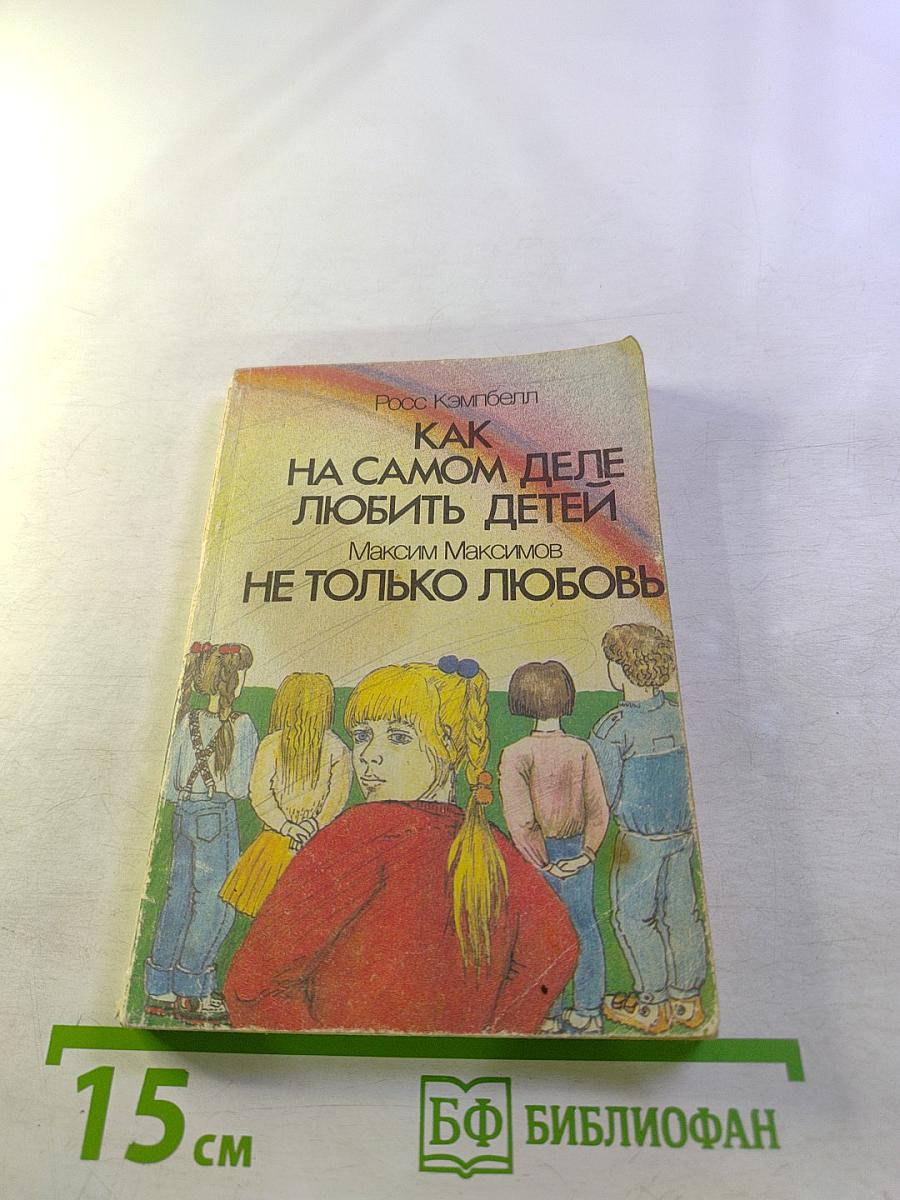 Росс Кэмпбелл
КАК
НА САМОМ ДЕЛЕ
ЛЮБИТЬ ДЕТЕЙ
Максим Максимов
НЕ ТОЛЬКО ЛЮБОВЬ
15 см
БФ БИБЛИОФАН